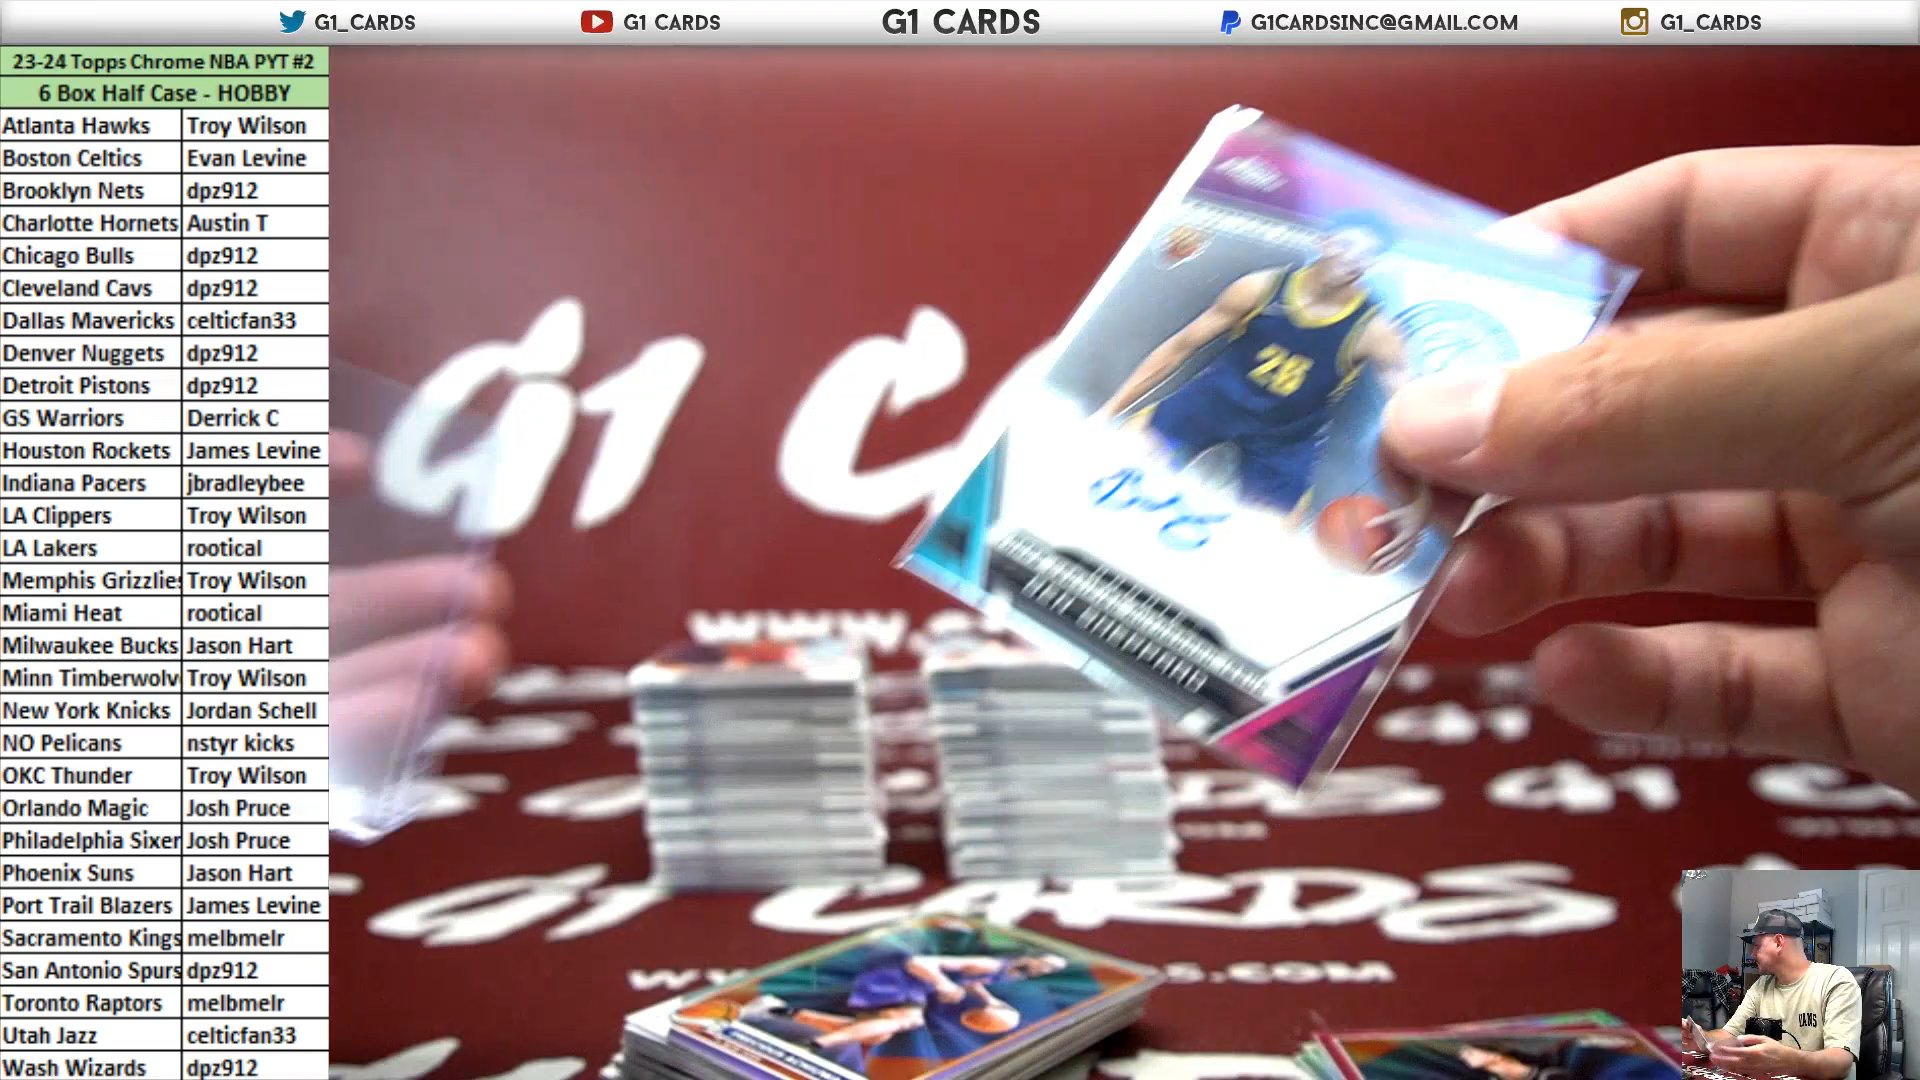 G1_CARDS G1 CARDS G1 CARDS G1CARDSINC@GMAIL.COM G1_CARDS
23-24 Topps Chrome NBA PYT #2
6 Box Half Case - HOBBY
Atlanta Hawks Troy Wilson
Boston Celtics Evan Levine
Brooklyn Nets dpz912
Charlotte Hornets Austin T
Chicago Bulls dpz912
Cleveland Cavs dpz912
Dallas Mavericks celticfan33
Denver Nuggets dpz912
Detroit Pistons dpz912
GS Warriors Derrick C
Houston Rockets James Levine
Indiana Pacers jbradleybee
LA Clippers Troy Wilson
LA Lakers rootical
Memphis Grizzlies Troy Wilson
Miami Heat rootical
Milwaukee Bucks Jason Hart
Minn Timberwolv Troy Wilson
New York Knicks Jordan Schell
NO Pelicans nstyr kicks
OKC Thunder Troy Wilson
Orlando Magic Josh Pruce
Philadelphia Sixer Josh Pruce
Phoenix Suns Jason Hart
Port Trail Blazers James Levine
Sacramento Kings melbmelr
San Antonio Spurs dpz912
Toronto Raptors melbmelr
Utah Jazz celticfan33
Wash Wizards dpz912
G1 C
26
www.
G1 CARDS
G1 CARDS
VANS